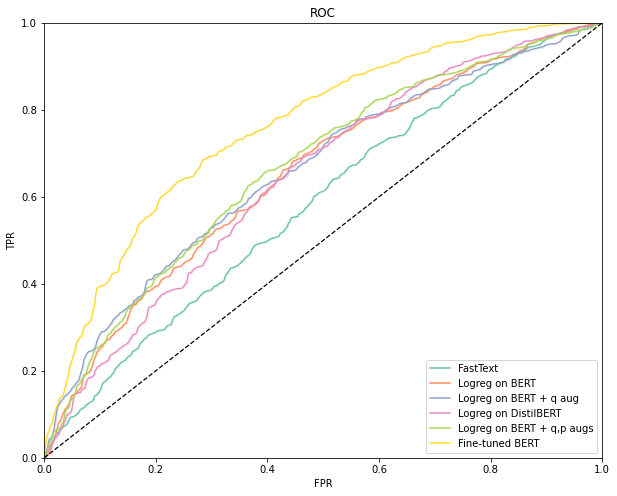 ROC
1.0
0.8
0.6
0.4
0.2
0.0
TPR
0.0
0.2
0.4
0.6
0.8
1.0
FPR
FastText
Logreg on BERT
Logreg on BERT + q aug
Logreg on DistilBERT
Logreg on BERT + q,p augs
Fine-tuned BERT